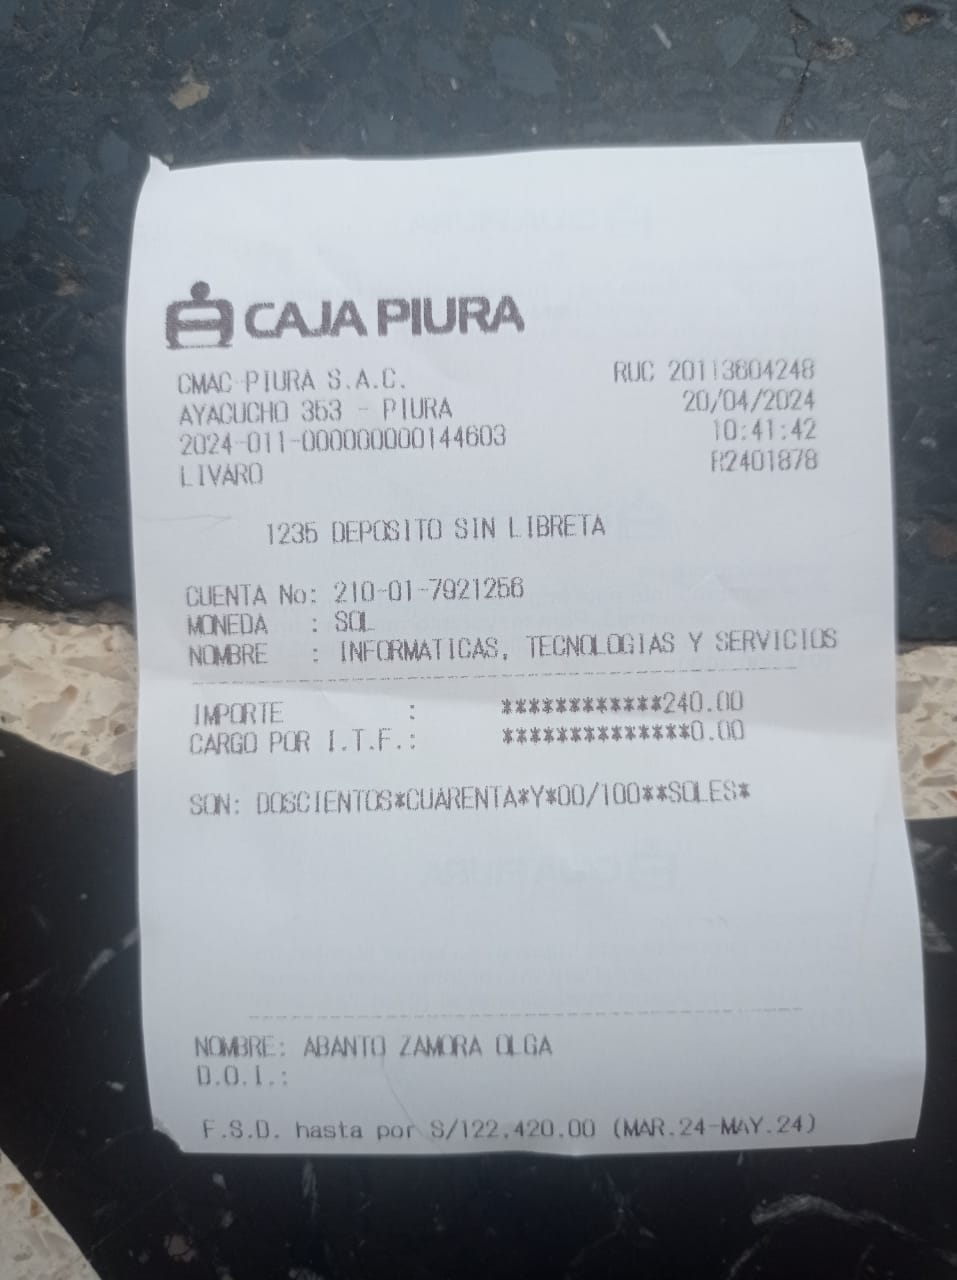 CAJA PIURA
CMAC-PIURA S.A.C. RUC 20113604248
AYACUCHO 353 - PIURA 20/04/2024
2024-011-000000000144603 10:41:42
LIVARO R2401878
1235 DEPOSITO SIN LIBRETA
CUENTA No: 210-01-7921256
MONEDA : SOL
NOMBRE : INFORMATICAS, TECNOLOGIAS Y SERVICIOS
IMPORTE : ************240.00
CARGO POR I.T.F.: **************0.00
SON: DOSCIENTOS*CUARENTA*Y*00/100**SOLES*
NOMBRE: ABANTO ZAMORA OLGA
D.O.I.:
F.S.D. hasta por S/122,420.00 (MAR.24-MAY.24)